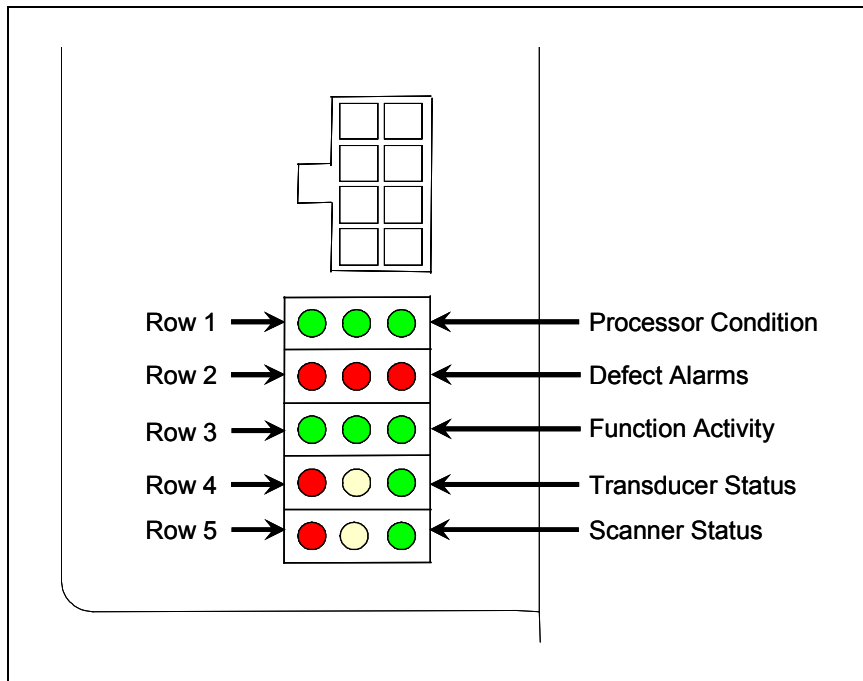 Row 1 Processor Condition
Row 2 Defect Alarms
Row 3 Function Activity
Row 4 Transducer Status
Row 5 Scanner Status